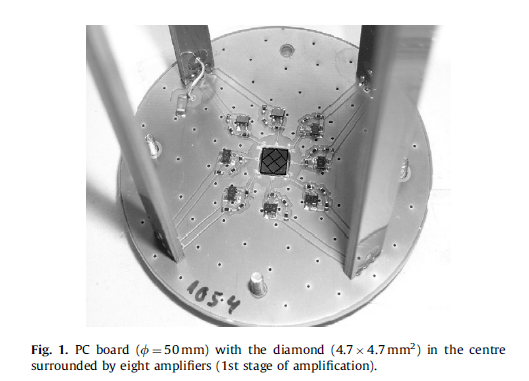 105.4
Fig. 1. PC board (ϕ = 50 mm) with the diamond (4.7 × 4.7 mm²) in the centre
surrounded by eight amplifiers (1st stage of amplification).